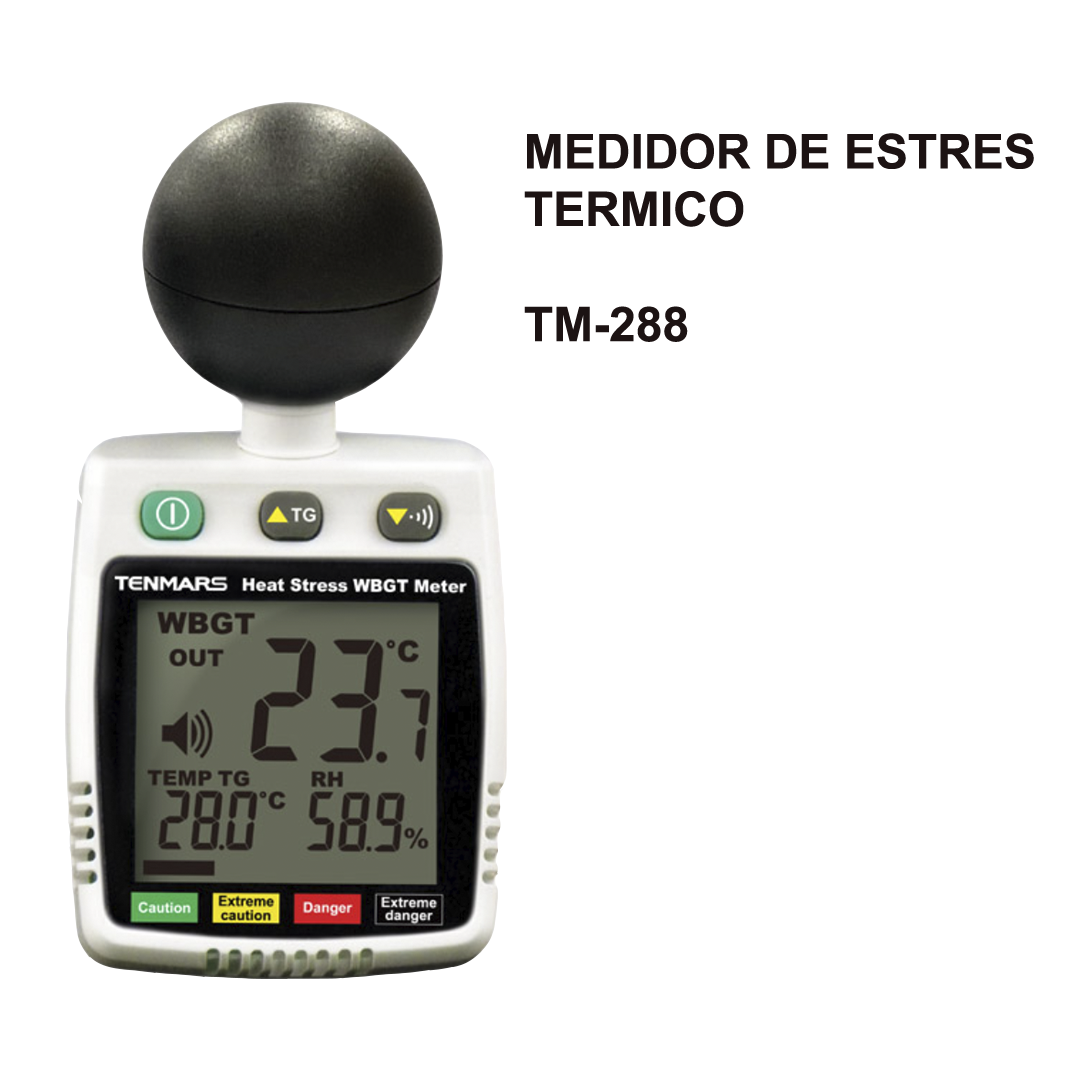 MEDIDOR DE ESTRES
TERMICO
TM-288
TG
TENMARS Heat Stress WBGT Meter
WBGT
OUT
23.7 °C
TEMP TG RH
28.0 °C 58.9 %
Caution
Extreme
caution
Danger
Extreme
danger